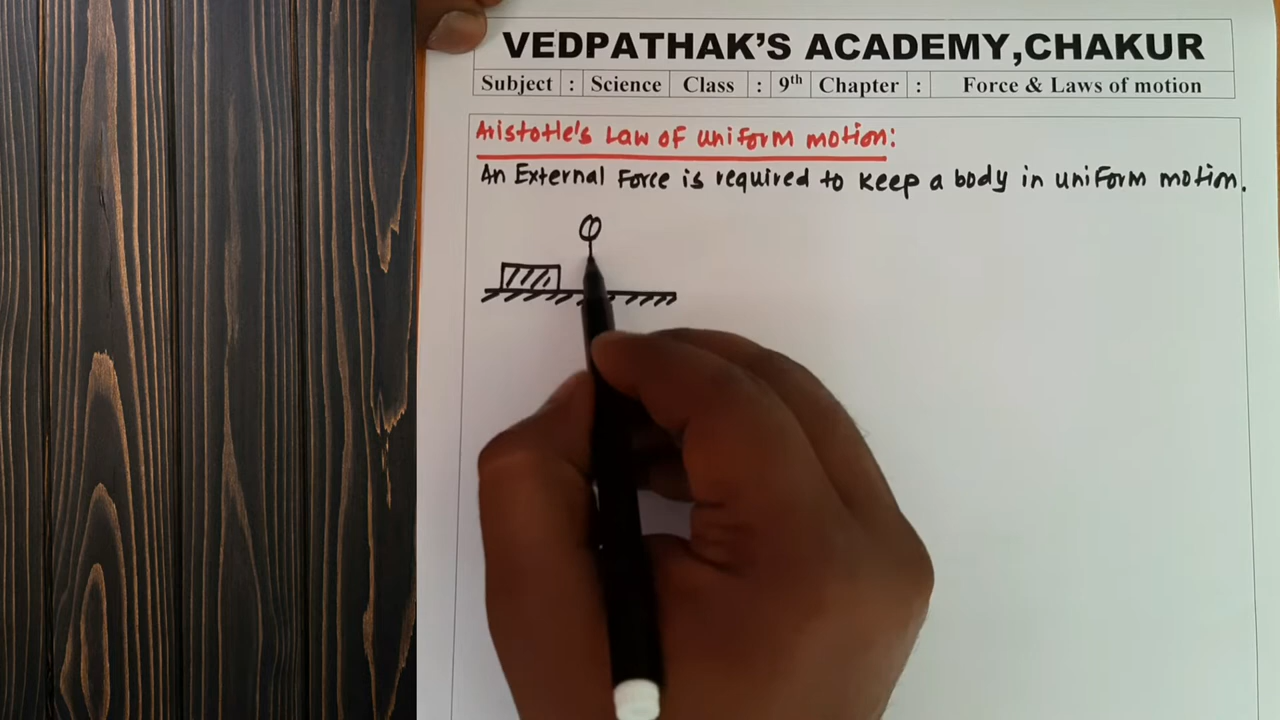 VEDPATHAK'S ACADEMY,CHAKUR
Subject : Science Class : 9th Chapter : Force & Laws of motion
Aristotle's Law of uniform motion:
An External Force is required to keep a body in uniform motion.